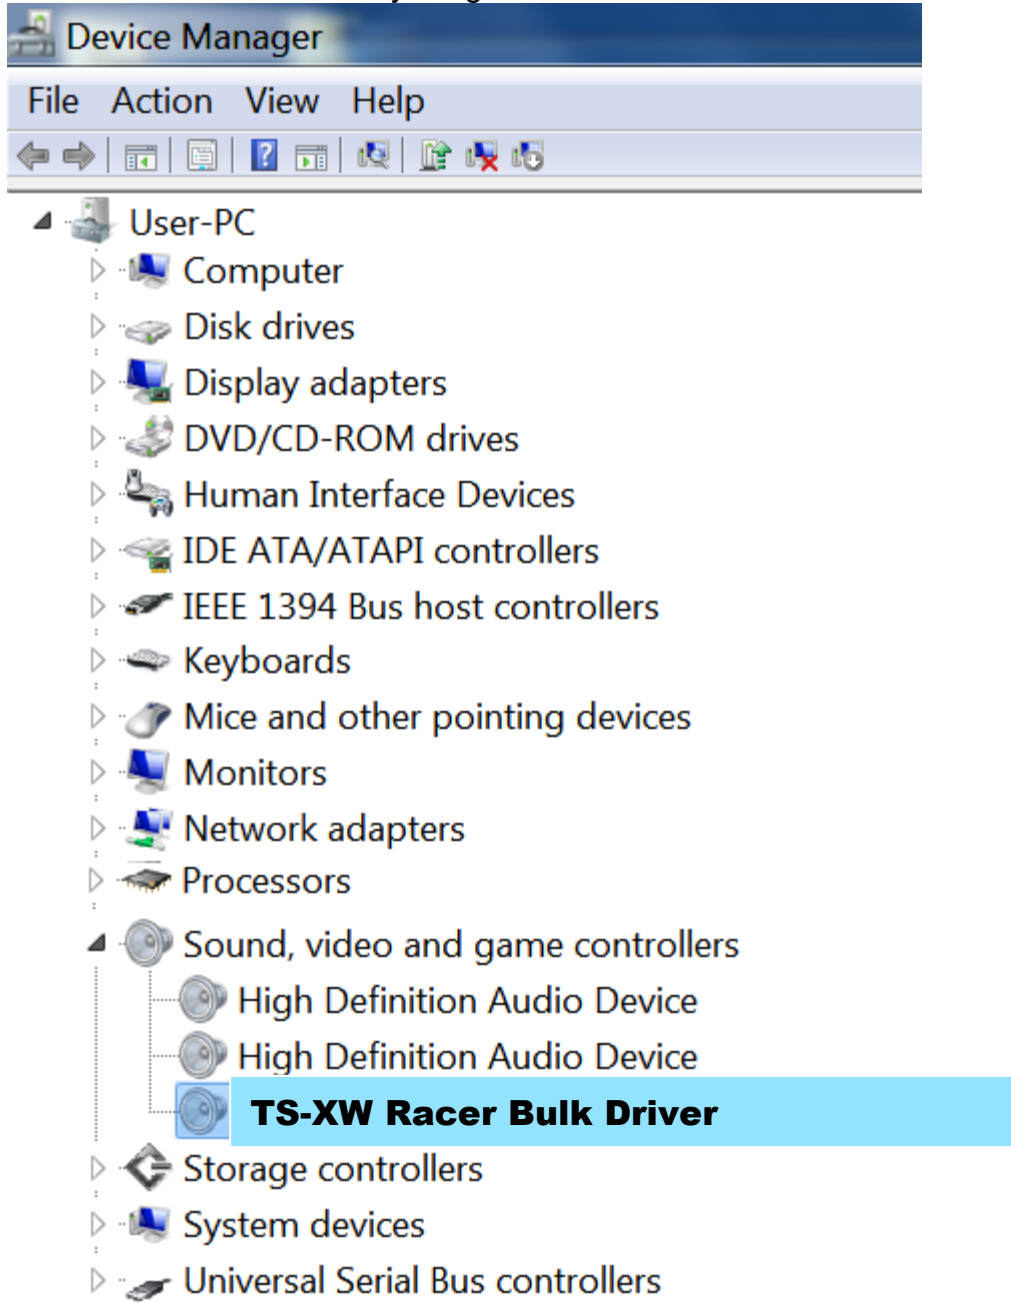 Device Manager
File Action View Help
User-PC
Computer
Disk drives
Display adapters
DVD/CD-ROM drives
Human Interface Devices
IDE ATA/ATAPI controllers
IEEE 1394 Bus host controllers
Keyboards
Mice and other pointing devices
Monitors
Network adapters
Processors
Sound, video and game controllers
High Definition Audio Device
High Definition Audio Device
TS-XW Racer Bulk Driver
Storage controllers
System devices
Universal Serial Bus controllers